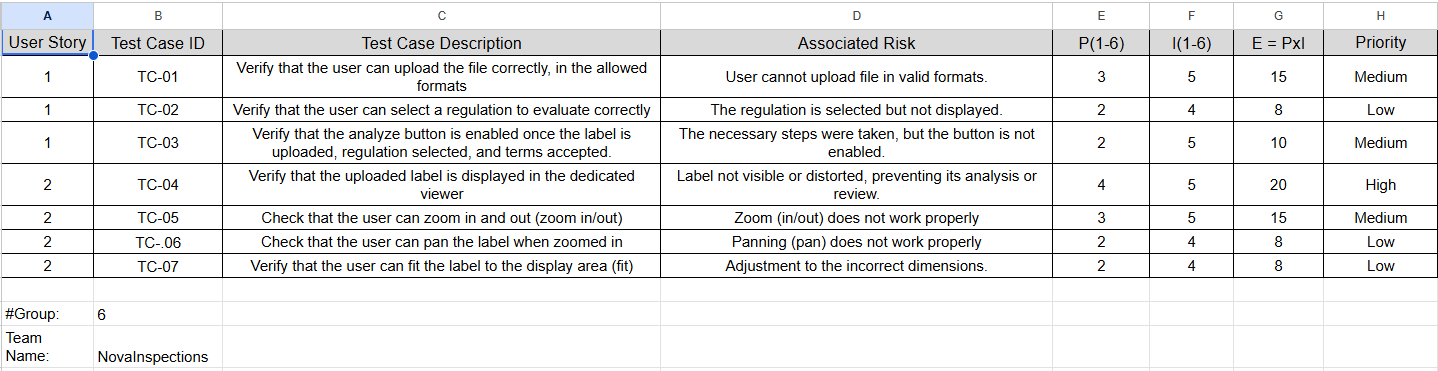 A B C D E F G H
User Story Test Case ID Test Case Description Associated Risk P(1-6) I(1-6) E = PxI Priority
1 TC-01 Verify that the user can upload the file correctly, in the allowed
formats User cannot upload file in valid formats. 3 5 15 Medium
1 TC-02 Verify that the user can select a regulation to evaluate correctly The regulation is selected but not displayed. 2 4 8 Low
1 TC-03 Verify that the analyze button is enabled once the label is
uploaded, regulation selected, and terms accepted. The necessary steps were taken, but the button is not
enabled. 2 5 10 Medium
2 TC-04 Verify that the uploaded label is displayed in the dedicated
viewer Label not visible or distorted, preventing its analysis or
review. 4 5 20 High
2 TC-05 Check that the user can zoom in and out (zoom in/out) Zoom (in/out) does not work properly 3 5 15 Medium
2 TC-.06 Check that the user can pan the label when zoomed in Panning (pan) does not work properly 2 4 8 Low
2 TC-07 Verify that the user can fit the label to the display area (fit) Adjustment to the incorrect dimensions. 2 4 8 Low
#Group: 6
Team
Name: NovaInspections